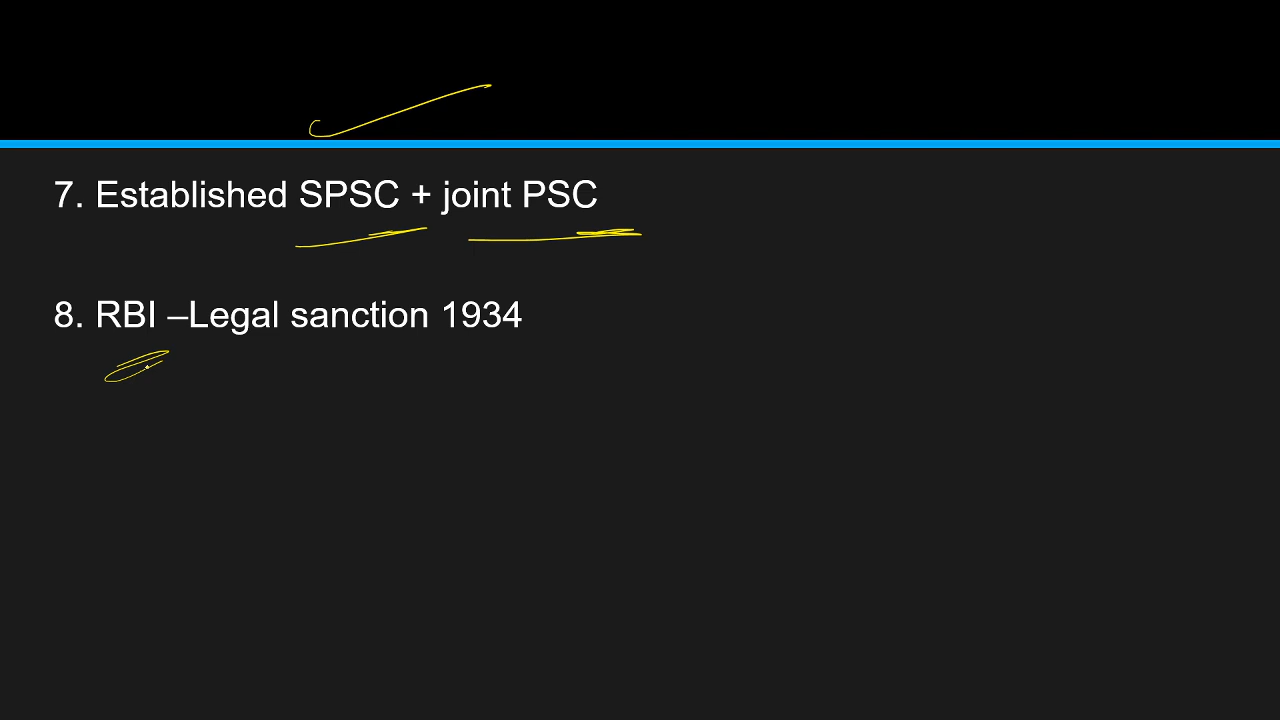 7. Established SPSC + joint PSC
8. RBI –Legal sanction 1934